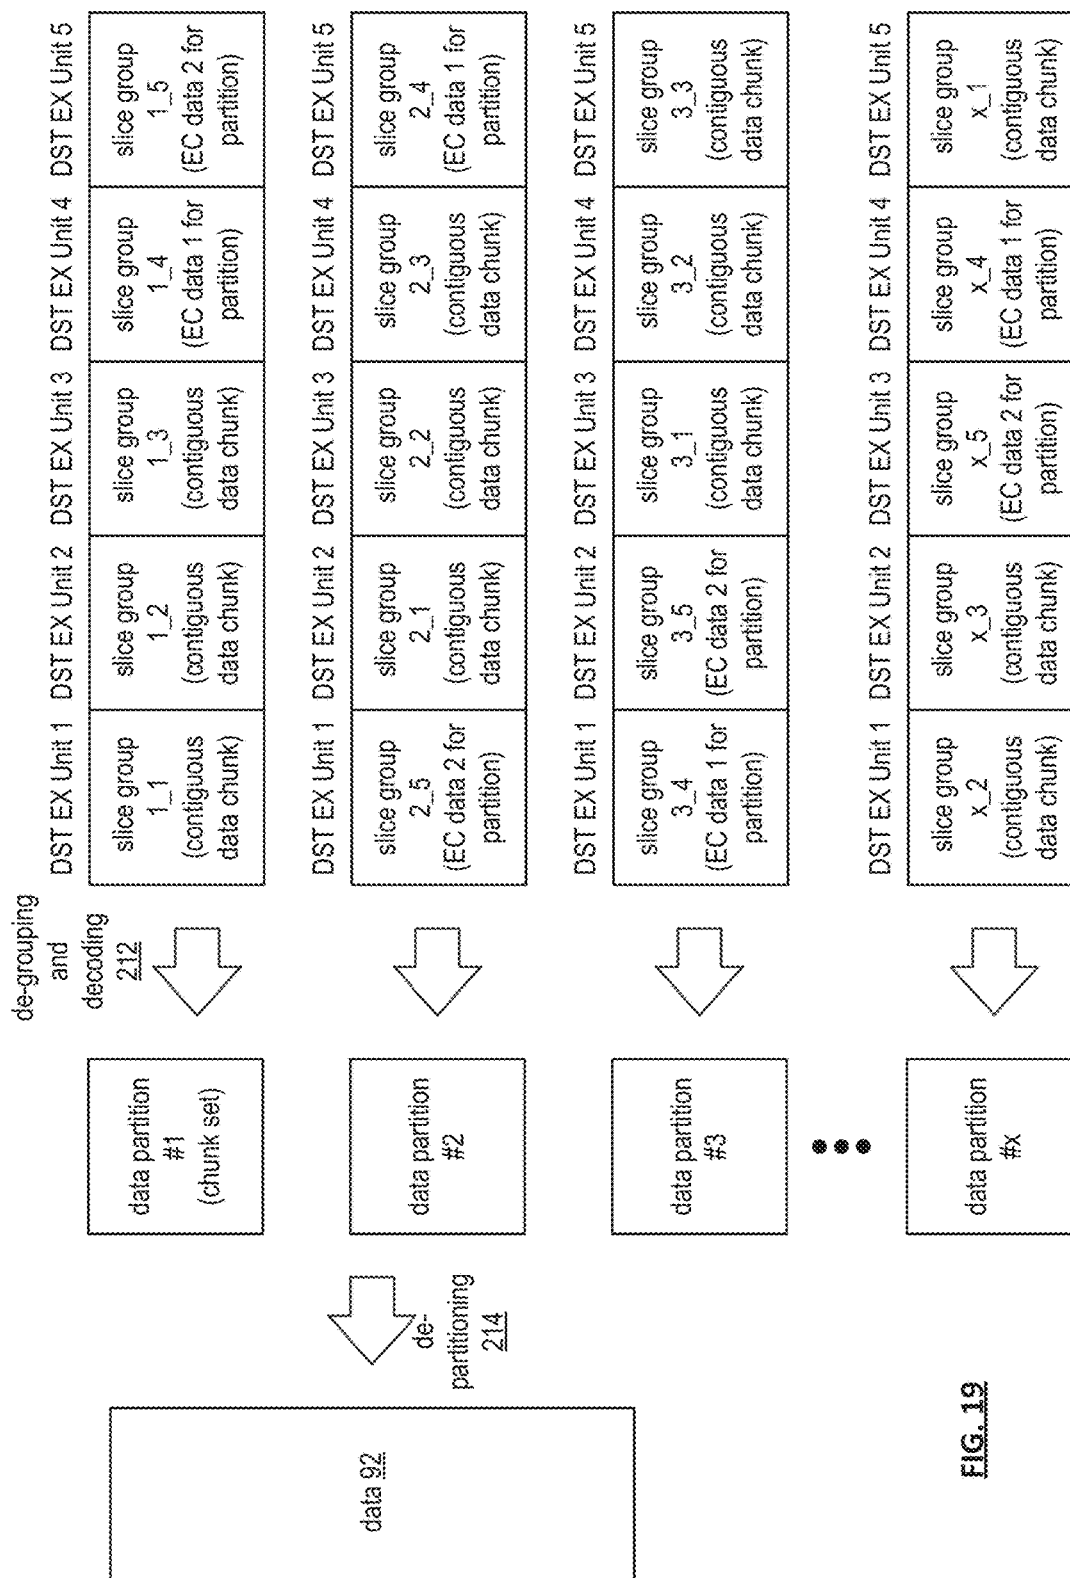 de-grouping
and
decoding
212
DST EX Unit 1 DST EX Unit 2 DST EX Unit 3 DST EX Unit 4 DST EX Unit 5
data partition
#1
(chunk set)
slice group
1_1
(contiguous
data chunk)
slice group
1_2
(contiguous
data chunk)
slice group
1_3
(contiguous
data chunk)
slice group
1_4
(EC data 1 for
partition)
slice group
1_5
(EC data 2 for
partition)
data 92
de-
partitioning
214
DST EX Unit 1 DST EX Unit 2 DST EX Unit 3 DST EX Unit 4 DST EX Unit 5
data partition
#2
slice group
2_5
(EC data 2 for
partition)
slice group
2_1
(contiguous
data chunk)
slice group
2_2
(contiguous
data chunk)
slice group
2_3
(contiguous
data chunk)
slice group
2_4
(EC data 1 for
partition)
DST EX Unit 1 DST EX Unit 2 DST EX Unit 3 DST EX Unit 4 DST EX Unit 5
data partition
#3
slice group
3_4
(EC data 1 for
partition)
slice group
3_5
(EC data 2 for
partition)
slice group
3_1
(contiguous
data chunk)
slice group
3_2
(contiguous
data chunk)
slice group
3_3
(contiguous
data chunk)
DST EX Unit 1 DST EX Unit 2 DST EX Unit 3 DST EX Unit 4 DST EX Unit 5
data partition
#x
slice group
x_2
(contiguous
data chunk)
slice group
x_3
(contiguous
data chunk)
slice group
x_5
(EC data 2 for
partition)
slice group
x_4
(EC data 1 for
partition)
slice group
x_1
(contiguous
data chunk)
FIG. 19